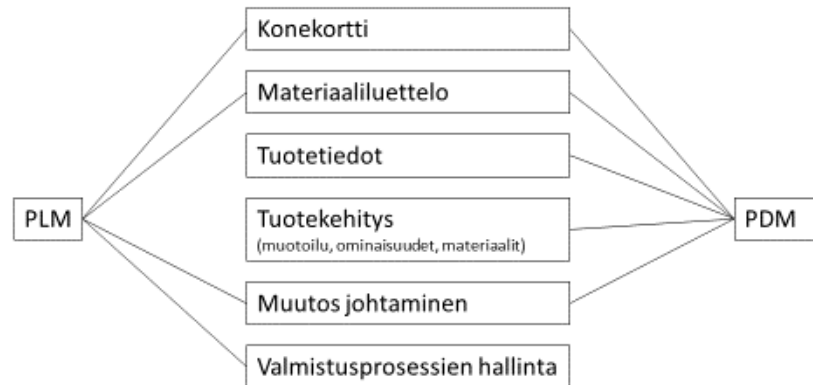 Konekortti
Materiaaliluettelo
Tuotetiedot
PLM
Tuotekehitys
(muotoilu, ominaisuudet, materiaalit)
PDM
Muutos johtaminen
Valmistusprosessien hallinta